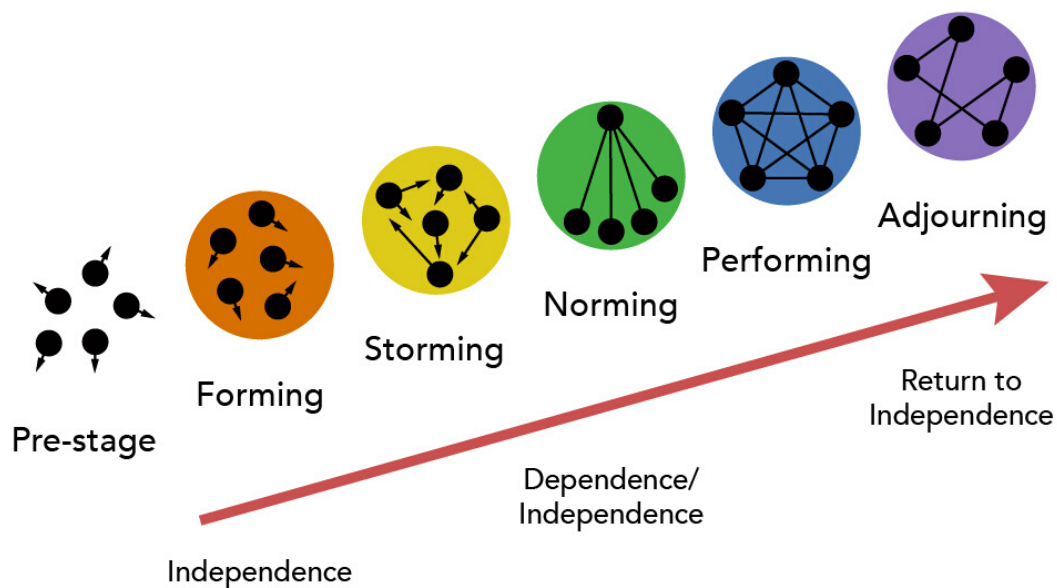 Pre-stage
Forming
Storming
Norming
Performing
Adjourning
Independence
Dependence/
Independence
Return to
Independence